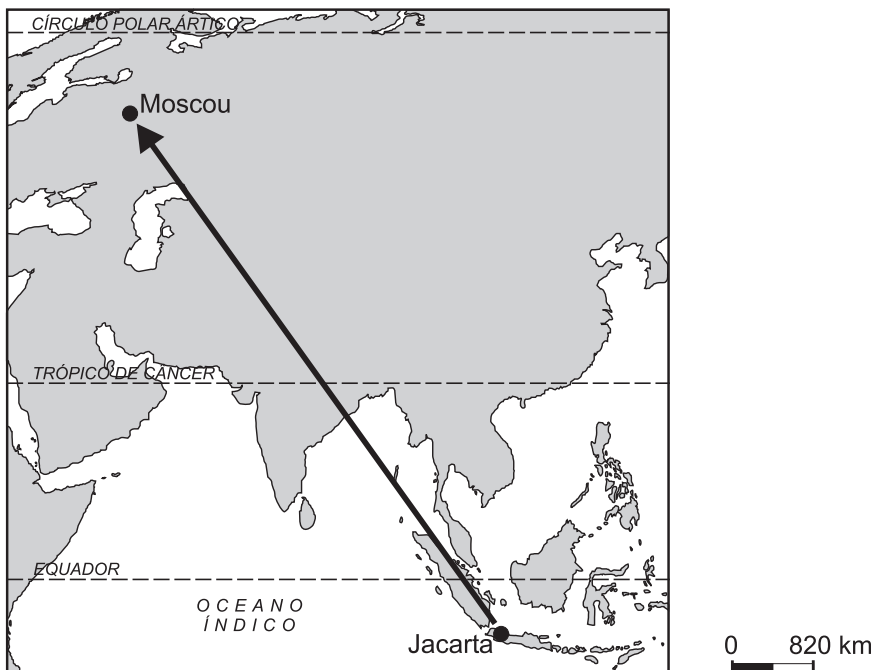 CÍRCULO POLAR ÁRTICO
Moscou
TRÓPICO DE CÂNCER
EQUADOR
OCEANO
ÍNDICO
Jacarta
0 820 km